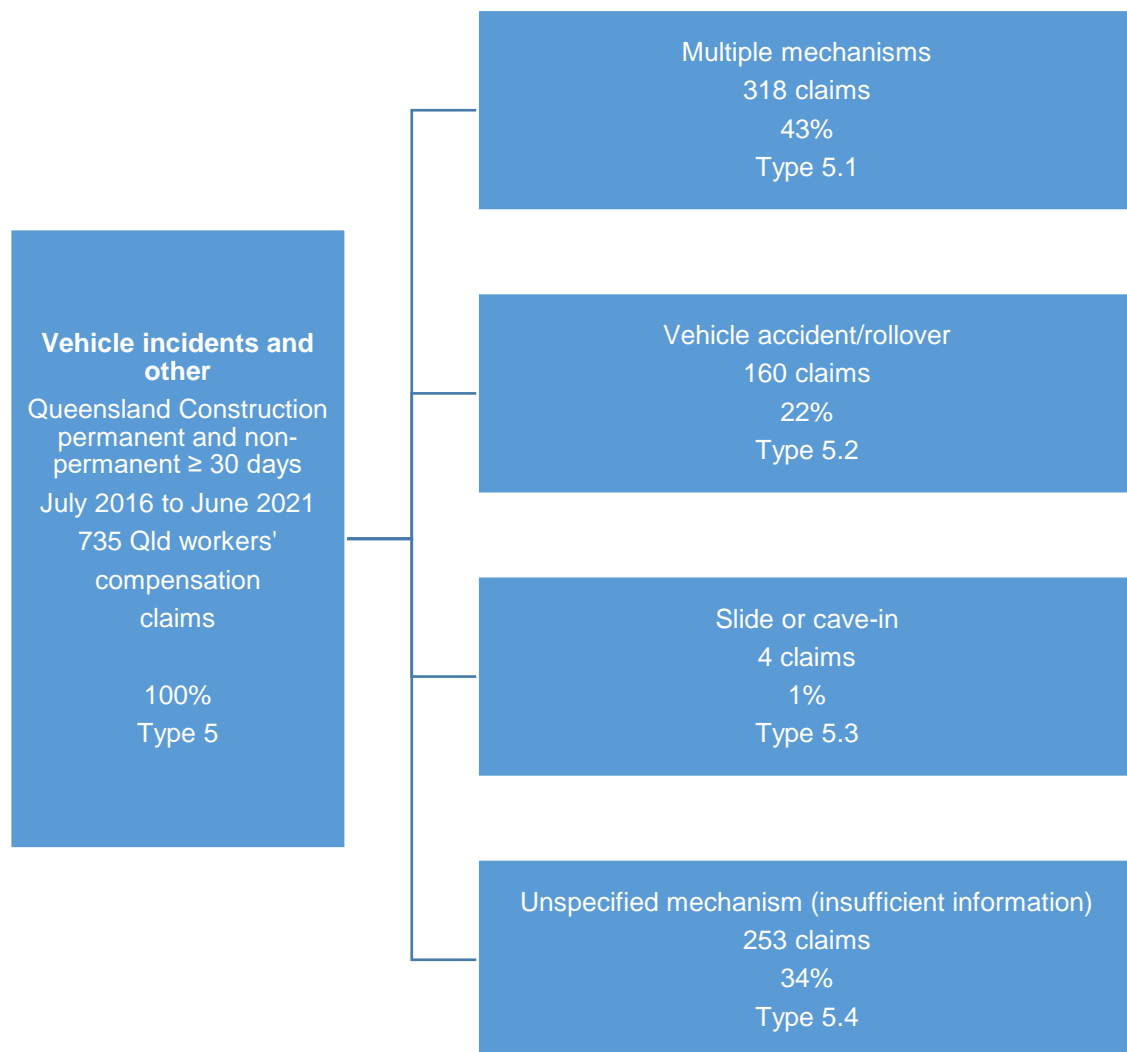 Vehicle incidents and
other
Queensland Construction
permanent and non-
permanent ≥ 30 days
July 2016 to June 2021
735 Qld workers'
compensation
claims
100%
Type 5
Multiple mechanisms
318 claims
43%
Type 5.1
Vehicle accident/rollover
160 claims
22%
Type 5.2
Slide or cave-in
4 claims
1%
Type 5.3
Unspecified mechanism (insufficient information)
253 claims
34%
Type 5.4